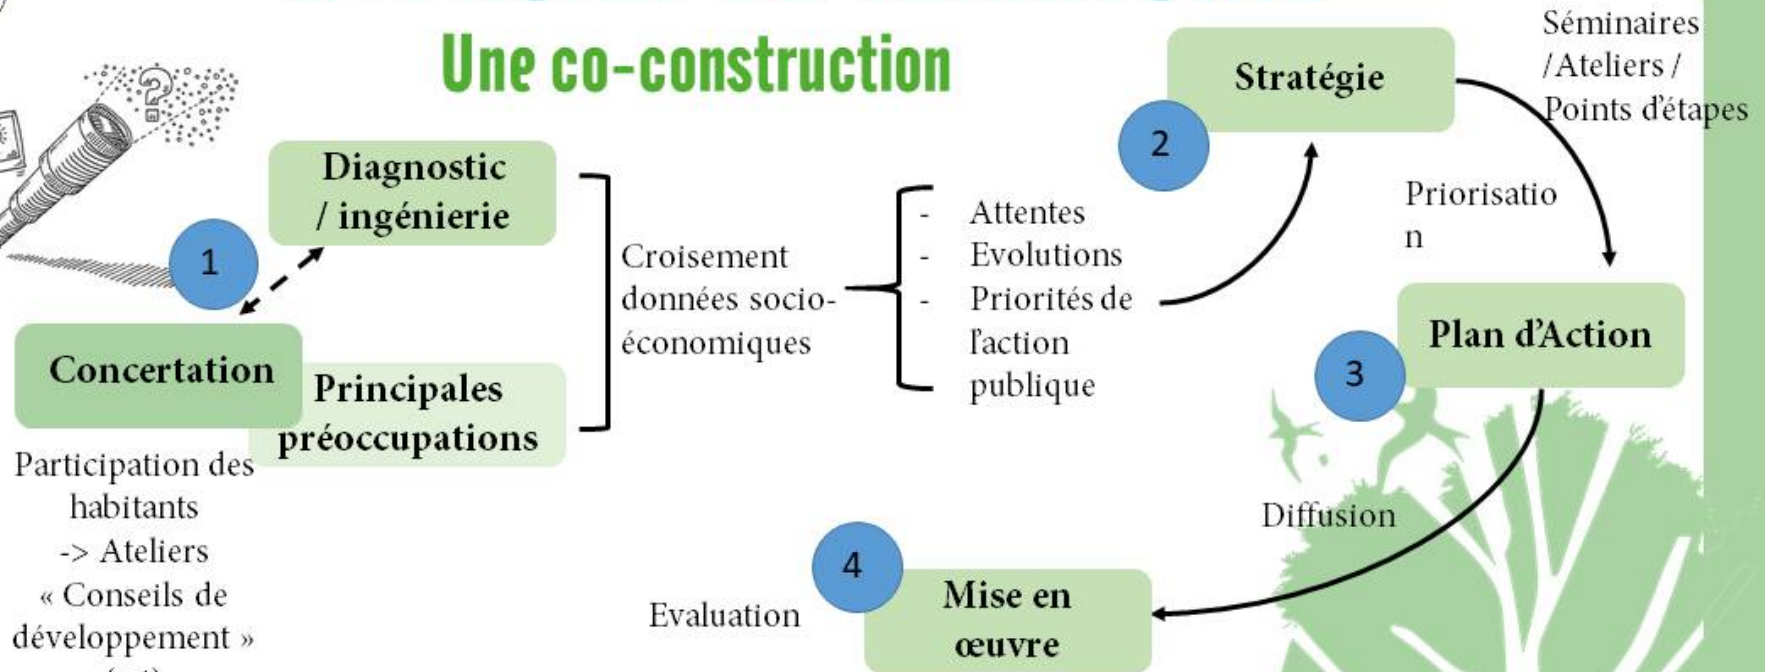 Une co-construction
?
Diagnostic
/ ingénierie
1
Concertation
Principales
préoccupations
Participation des
habitants
-> Ateliers
« Conseils de
développement »
Croisement
données socio-
économiques
- Attentes
- Evolutions
- Priorités de
l'action
publique
2
Stratégie
Séminaires
/Ateliers /
Points d'étapes
Priorisatio
n
3
Plan d'Action
Diffusion
4
Mise en
œuvre
Evaluation